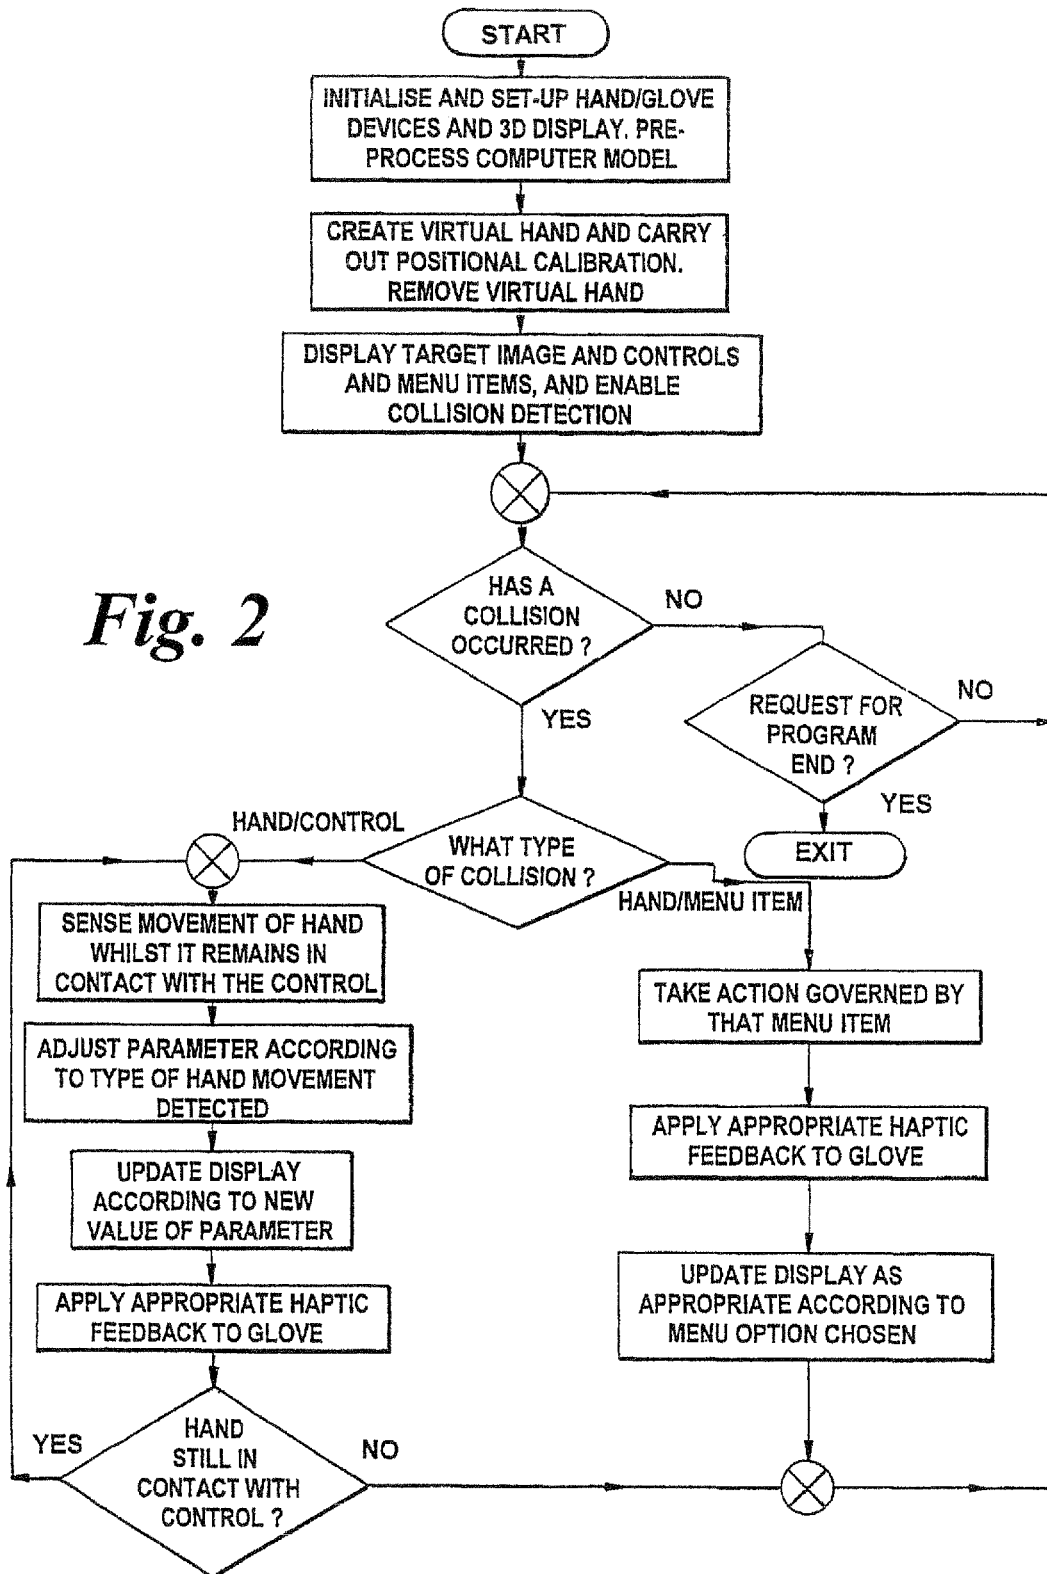 START
INITIALISE AND SET-UP HAND/GLOVE
DEVICES AND 3D DISPLAY. PRE-
PROCESS COMPUTER MODEL
CREATE VIRTUAL HAND AND CARRY
OUT POSITIONAL CALIBRATION.
REMOVE VIRTUAL HAND
DISPLAY TARGET IMAGE AND CONTROLS
AND MENU ITEMS, AND ENABLE
COLLISION DETECTION
Fig. 2
HAS A
COLLISION
OCCURRED ?
NO
YES
REQUEST FOR
PROGRAM
END ?
NO
YES
EXIT
WHAT TYPE
OF COLLISION ?
HAND/CONTROL
HAND/MENU ITEM
SENSE MOVEMENT OF HAND
WHILST IT REMAINS IN
CONTACT WITH THE CONTROL
ADJUST PARAMETER ACCORDING
TO TYPE OF HAND MOVEMENT
DETECTED
UPDATE DISPLAY
ACCORDING TO NEW
VALUE OF PARAMETER
APPLY APPROPRIATE HAPTIC
FEEDBACK TO GLOVE
HAND
STILL IN
CONTACT WITH
CONTROL ?
YES
NO
TAKE ACTION GOVERNED BY
THAT MENU ITEM
APPLY APPROPRIATE HAPTIC
FEEDBACK TO GLOVE
UPDATE DISPLAY AS
APPROPRIATE ACCORDING TO
MENU OPTION CHOSEN